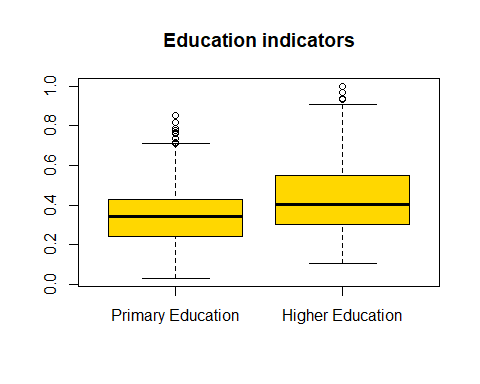 Education indicators
1.0
0.8
0.6
0.4
0.2
0.0
Primary Education
Higher Education